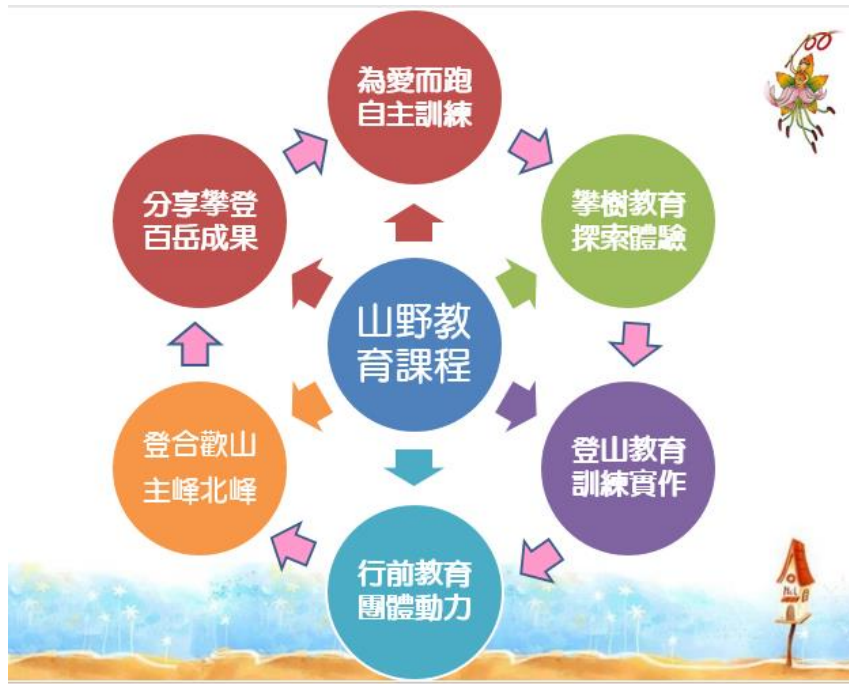 為愛而跑
自主訓練
分享攀登
百岳成果
攀樹教育
探索體驗
山野教
育課程
登合歡山
主峰北峰
登山教育
訓練實作
行前教育
團體動力